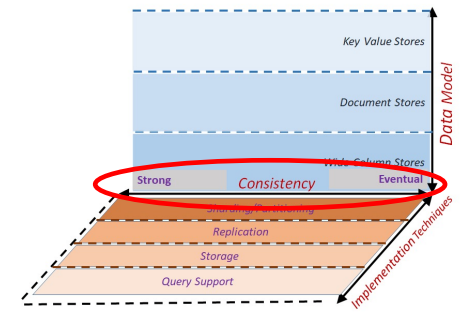 Key Value Stores
Document Stores
Data Model
Wide Column Stores
Strong
Consistency
Eventual
Sharding/Partitioning
Replication
Storage
Query Support
Implementation Techniques